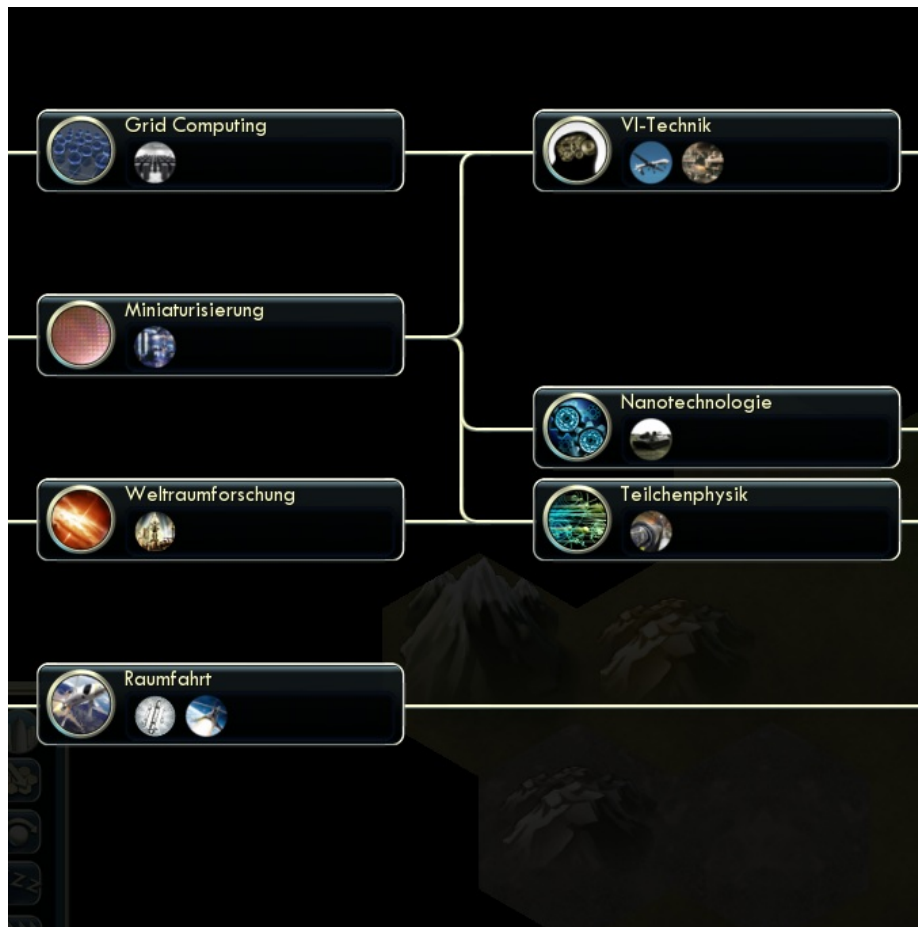 Grid Computing
VI-Technik
Miniaturisierung
Nanotechnologie
Weltraumforschung
Teilchenphysik
Raumfahrt